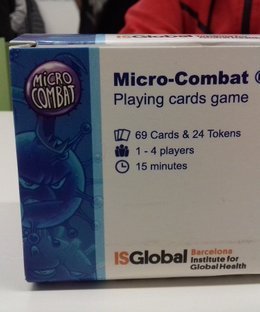 MICRO
COMBAT
Micro-Combat ©
Playing cards game
69 Cards & 24 Tokens
1 - 4 players
15 minutes
ISGlobal Barcelona
Institute for
Global Health